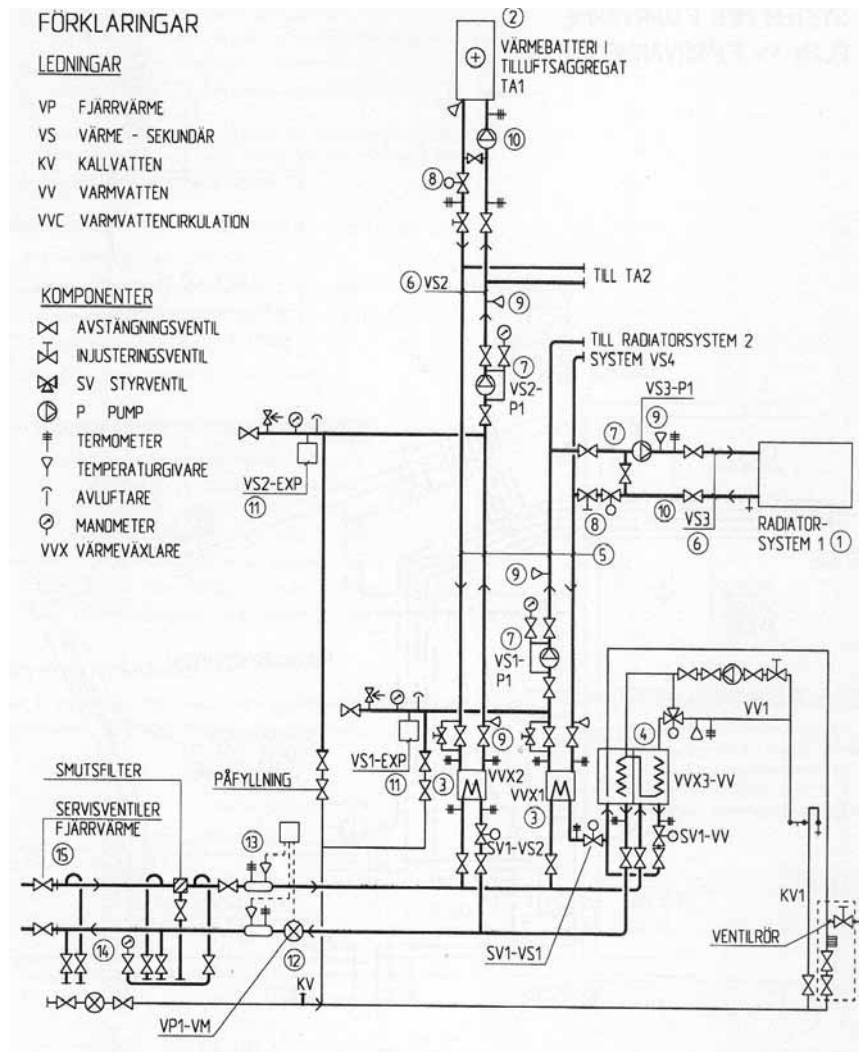 FÖRKLARINGAR
LEDNINGAR
VP FJÄRRVÄRME
VS VÄRME - SEKUNDÄR
KV KALLVATTEN
VV VARMVATTEN
VVC VARMVATTENCIRKULATION
KOMPONENTER
AVSTÄNGNINGSVENTIL
INJUSTERINGSVENTIL
SV STYRVENTIL
P PUMP
TERMOMETER
TEMPERATURGIVARE
AVLUFTARE
MANOMETER
VVX VÄRMEVÄXLARE
2
VÄRMEBATTERI I
TILLUFTSAGGREGAT
TA1
10
8
6 VS2
TILL TA2
9
7
VS2-
P1
TILL RADIATORSYSTEM 2
SYSTEM VS4
VS3-P1
7
9
8
10
VS3
6
RADIATOR-
SYSTEM 1 1
VS2-EXP
11
5
9
7
VS1-
P1
VV1
4
VVX3-VV
VS1-EXP
11
9
3
VVX2
VVX1
3
SV1-VS2
SV1-VV
SV1-VS1
PÅFYLLNING
SMUTSFILTER
SERVISVENTILER
FJÄRRVÄRME
15
13
14
12
VP1-VM
KV
KV1
VENTILRÖR